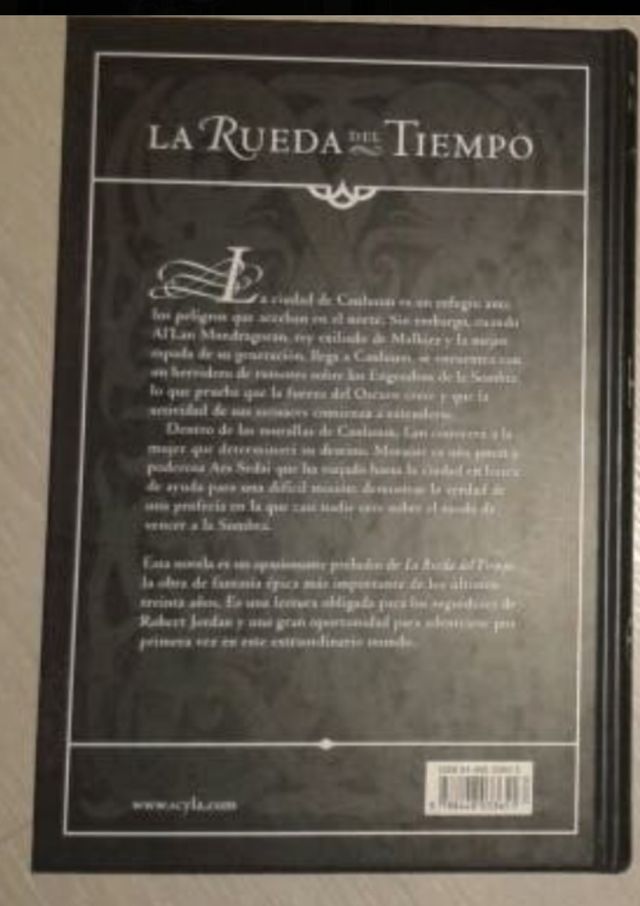 LA RUEDA DEL TIEMPO
La ciudad de Canluum es un refugio ante
los peligros que acechan en el norte. Sin embargo, cuando
Al'Lan Mandragoran, rey exiliado de Malkier y la mejor
espada de su generación, llega a Canluum, se encuentra con
un hervidero de rumores sobre los Engendros de la Sombra,
lo que prueba que la fuerza del Oscuro crece y que la
actividad de sus secuaces comienza a extenderse.
Dentro de las murallas de Canluum, Lan conocerá a la
mujer que determinará su destino. Moraine es una joven y
poderosa Aes Sedai que ha viajado hasta la ciudad en busca
de ayuda para una difícil misión: demostrar la verdad de
una profecía en la que casi nadie cree sobre el modo de
vencer a la Sombra.
Esta novela es un apasionante preludio de La Rueda del Tiempo,
la obra de fantasía épica más importante de los últimos
treinta años. Es una lectura obligada para los seguidores de
Robert Jordan y una gran oportunidad para adentrarse por
primera vez en este extraordinario mundo.
www.scyla.com